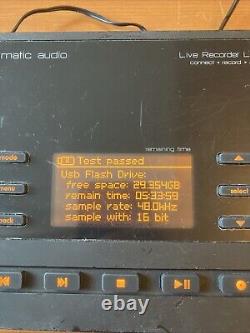 matic audio
Live Recorder L
connect + record +
remaining time
mode
Test passed
Usb Flash Drive:
free space: 29.354GB
menu
select
remain time: 05:33:59
sample rate: 48.0kHz
back
sample with: 16 bit